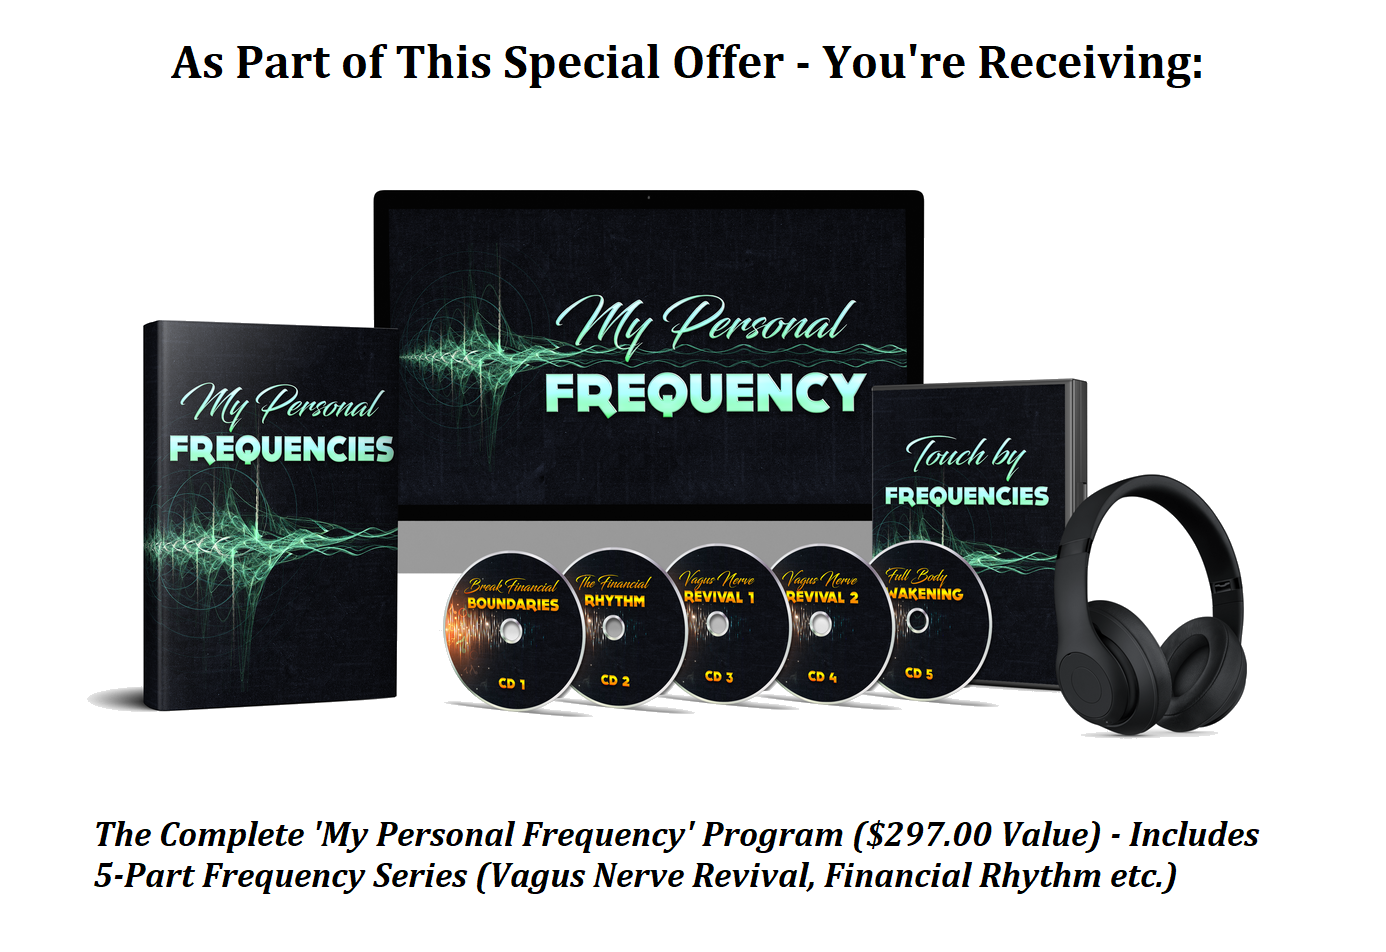 As Part of This Special Offer - You're Receiving:
My Personal
FREQUENCY
My Personal
FREQUENCIES
Touch by
FREQUENCIES
Break Financial
BOUNDARIES
CD 1
The Financial
RHYTHM
CD 2
Vagus Nerve
REVIVAL 1
CD 3
Vagus Nerve
REVIVAL 2
CD 4
Full Body
WAKENING
CD 5
The Complete 'My Personal Frequency' Program ($297.00 Value) - Includes
5-Part Frequency Series (Vagus Nerve Revival, Financial Rhythm etc.)